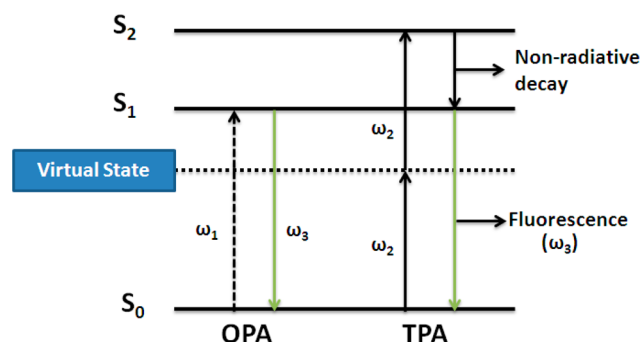 S₂
Non-radiative
decay
S₁
ω₂
Virtual State
ω₁
ω₃
ω₂
Fluorescence
(ω₃)
S₀
OPA
TPA